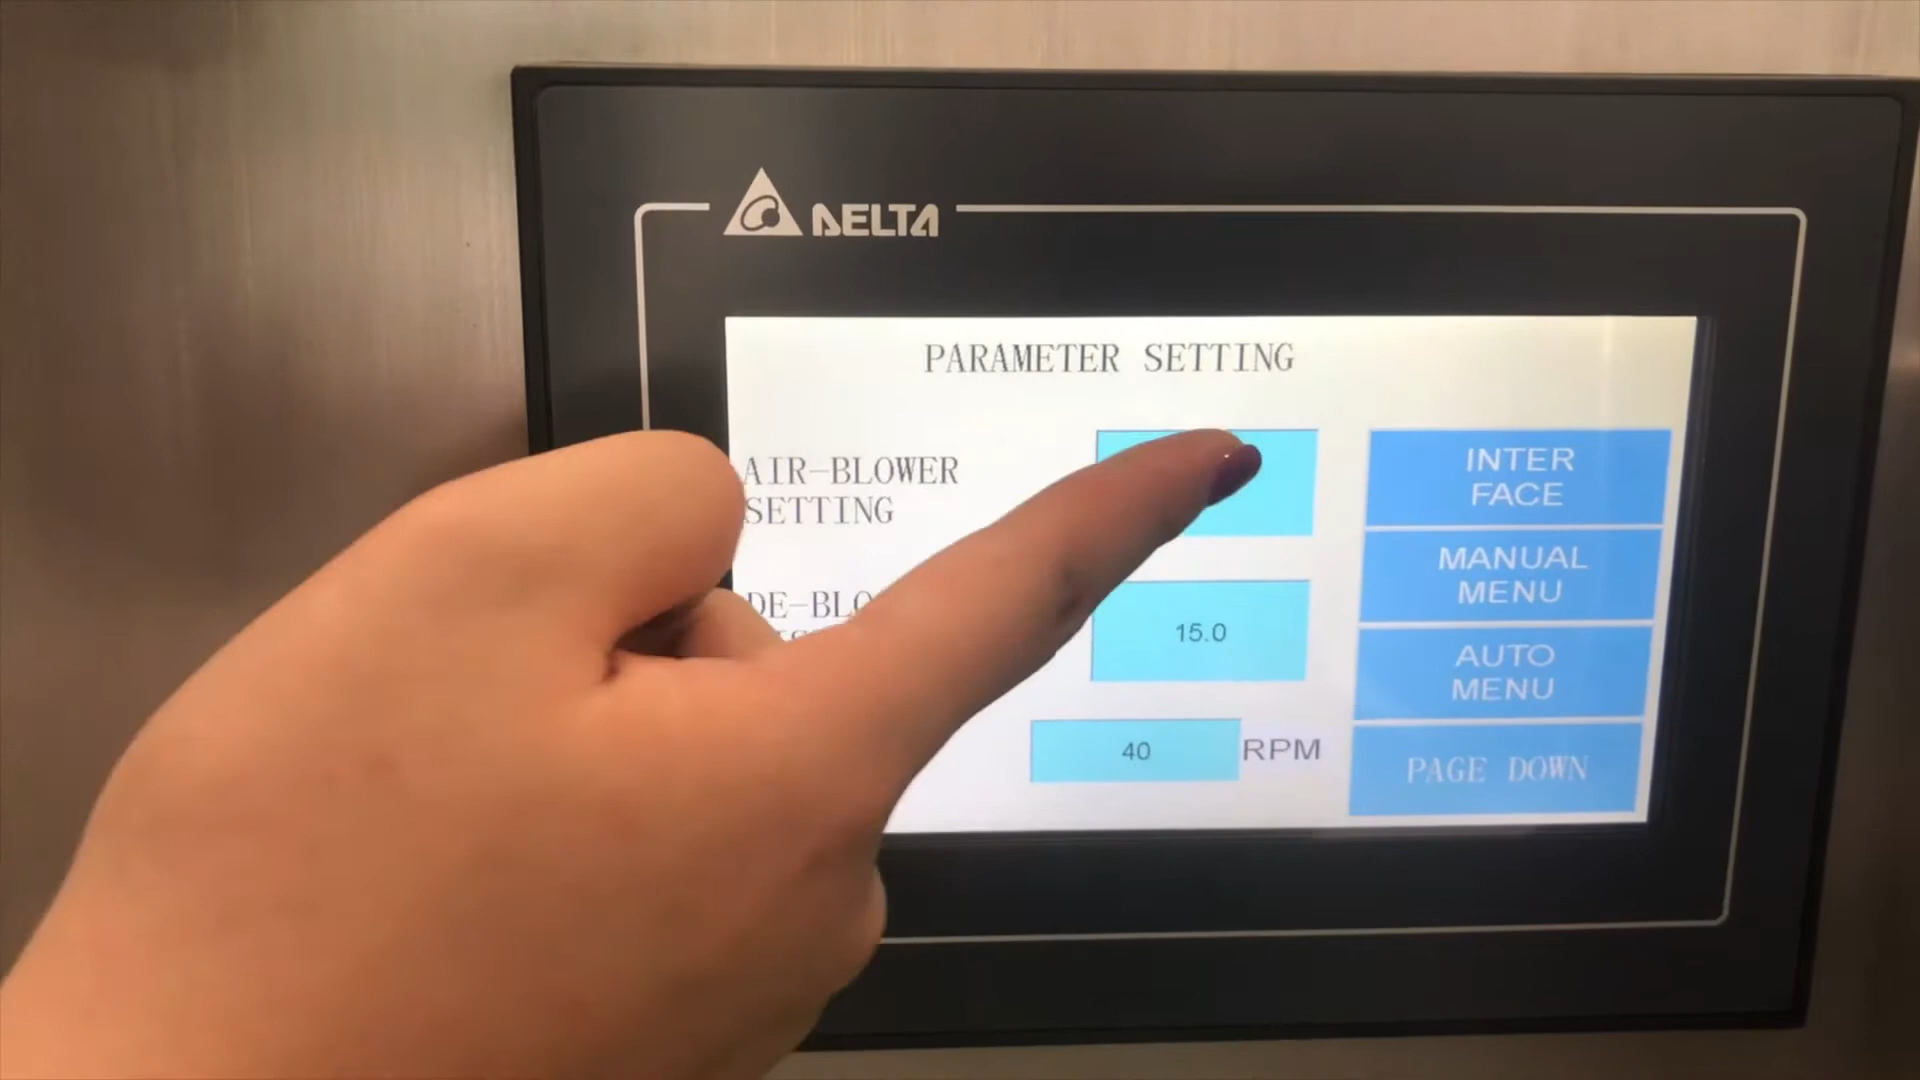 DELTA
PARAMETER SETTING
AIR-BLOWER
SETTING
15.0
40 RPM
INTER
FACE
MANUAL
MENU
AUTO
MENU
PAGE DOWN